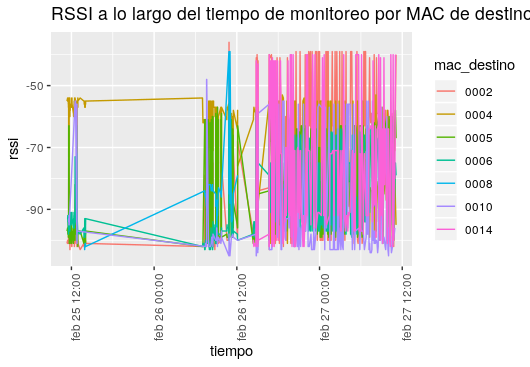 RSSI a lo largo del tiempo de monitoreo por MAC de destino
rssi
-50
-70
-90
feb 25 12:00
feb 26 00:00
feb 26 12:00
feb 27 00:00
feb 27 12:00
tiempo
mac_destino
0002
0004
0005
0006
0008
0010
0014